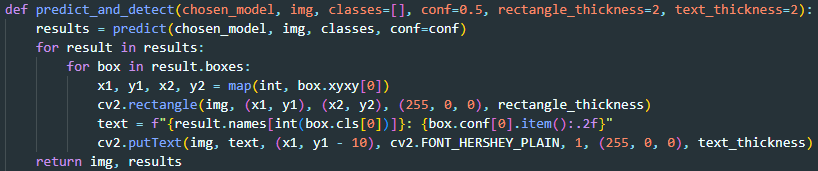 def predict_and_detect(chosen_model, img, classes=[], conf=0.5, rectangle_thickness=2, text_thickness=2):
    results = predict(chosen_model, img, classes, conf=conf)
    for result in results:
        for box in result.boxes:
            x1, y1, x2, y2 = map(int, box.xyxy[0])
            cv2.rectangle(img, (x1, y1), (x2, y2), (255, 0, 0), rectangle_thickness)
            text = f"{result.names[int(box.cls[0])]}: {box.conf[0].item():.2f}"
            cv2.putText(img, text, (x1, y1 - 10), cv2.FONT_HERSHEY_PLAIN, 1, (255, 0, 0), text_thickness)
    return img, results